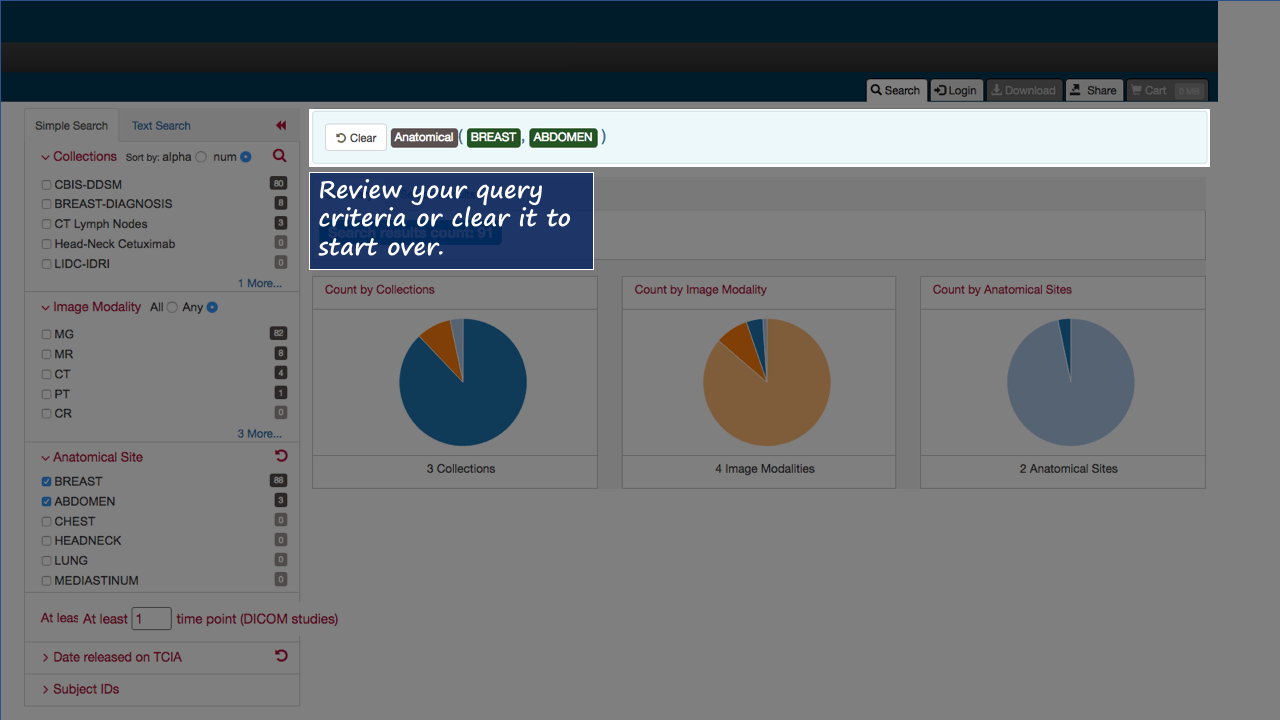 Search Login Download Share Cart 0 MB
Simple Search Text Search
Clear Anatomical( BREAST, ABDOMEN )
Collections Sort by: alpha num
CBIS-DDSM 80
BREAST-DIAGNOSIS 8
CT Lymph Nodes 3
Head-Neck Cetuximab 0
LIDC-IDRI 0
1 More...
Review your query
criteria or clear it to
start over.
Search results count: 91
Image Modality All Any
MG 82
MR 8
CT 4
PT 1
CR 0
3 More...
Anatomical Site
BREAST 88
ABDOMEN 3
CHEST 0
HEADNECK 0
LUNG 0
MEDIASTINUM 0
At leas At least 1 time point (DICOM studies)
Date released on TCIA
Subject IDs
Count by Collections
3 Collections
Count by Image Modality
4 Image Modalities
Count by Anatomical Sites
2 Anatomical Sites